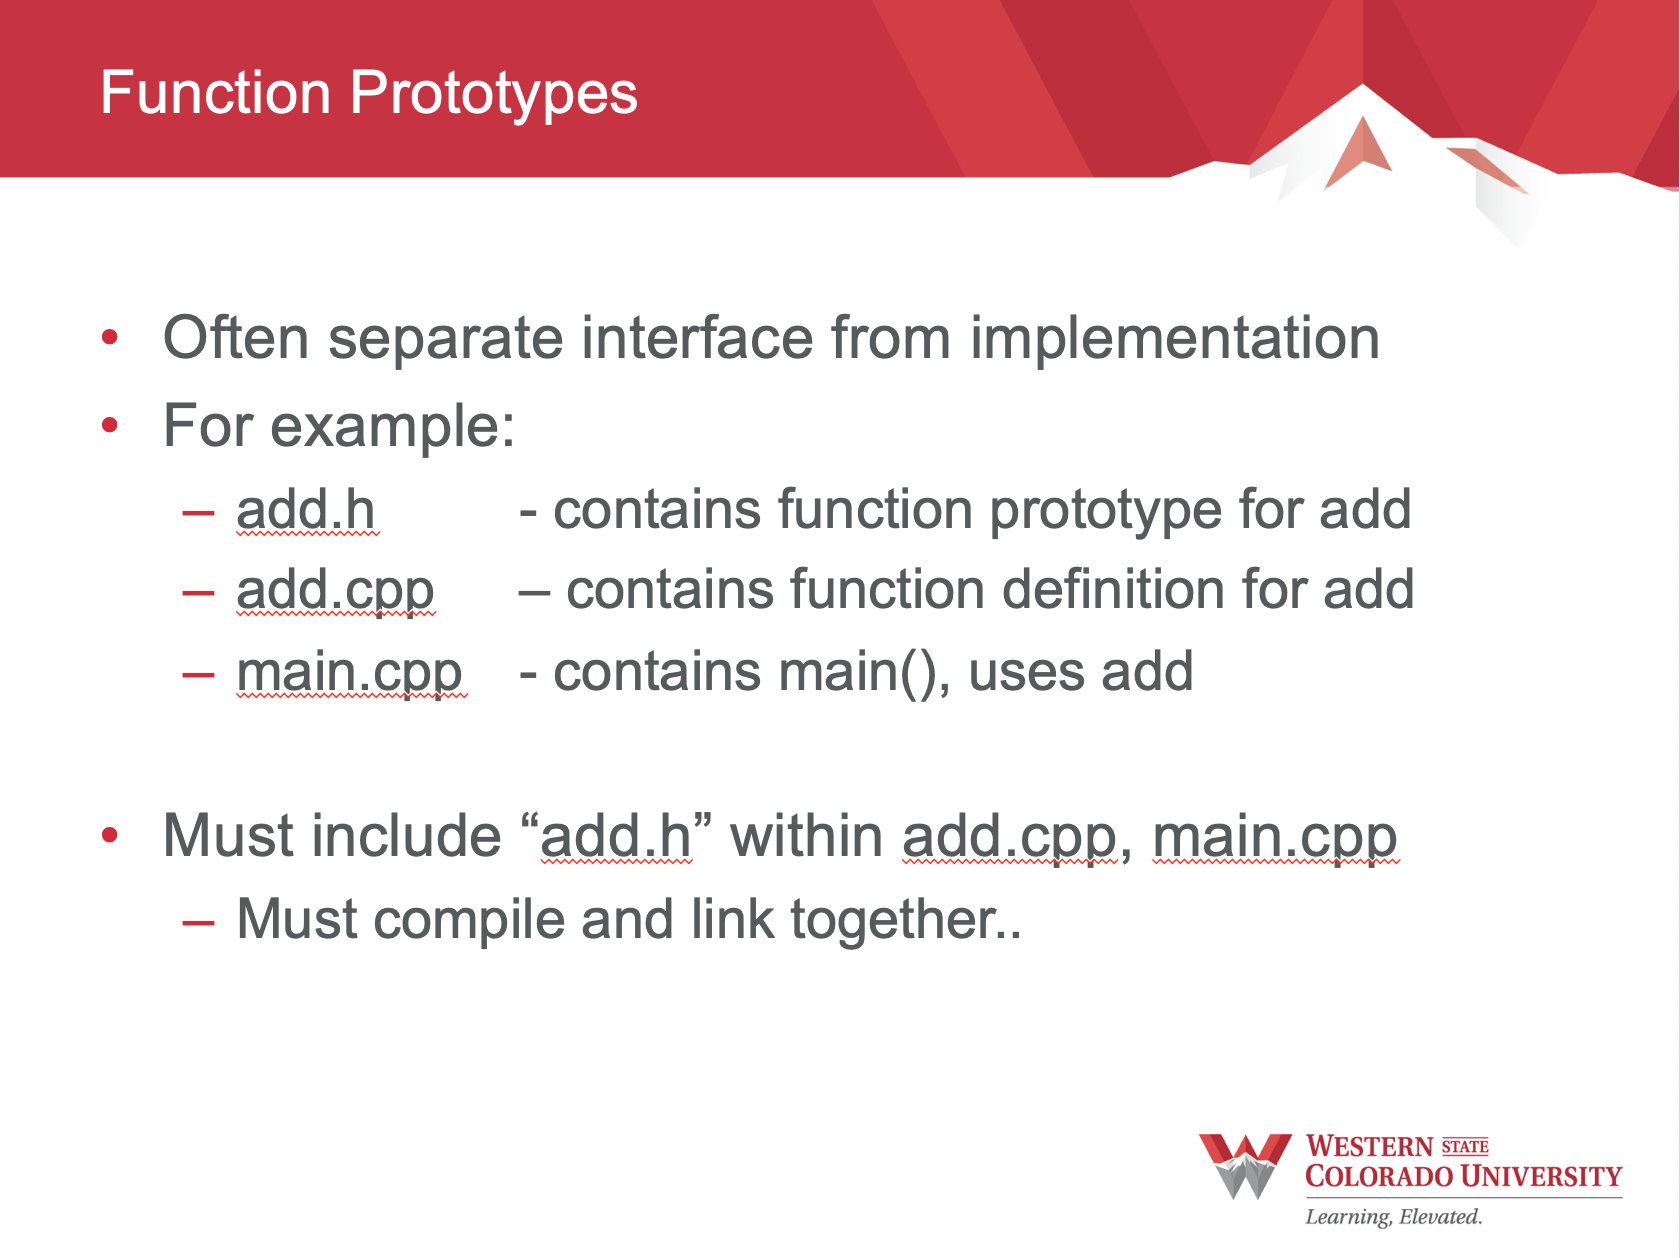 Function Prototypes
• Often separate interface from implementation
• For example:
– add.h - contains function prototype for add
– add.cpp – contains function definition for add
– main.cpp - contains main(), uses add
• Must include “add.h” within add.cpp, main.cpp
– Must compile and link together..
WESTERN STATE
COLORADO UNIVERSITY
Learning, Elevated.